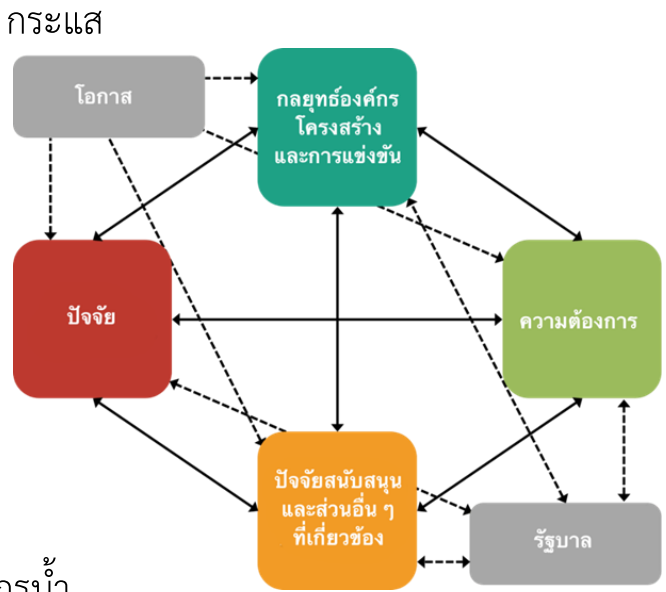 กระแส
โอกาส
กลยุทธ์องค์กร
โครงสร้าง
และการแข่งขัน
ปัจจัย
ความต้องการ
ปัจจัยสนับสนุน
และส่วนอื่น ๆ
ที่เกี่ยวข้อง
รัฐบาล